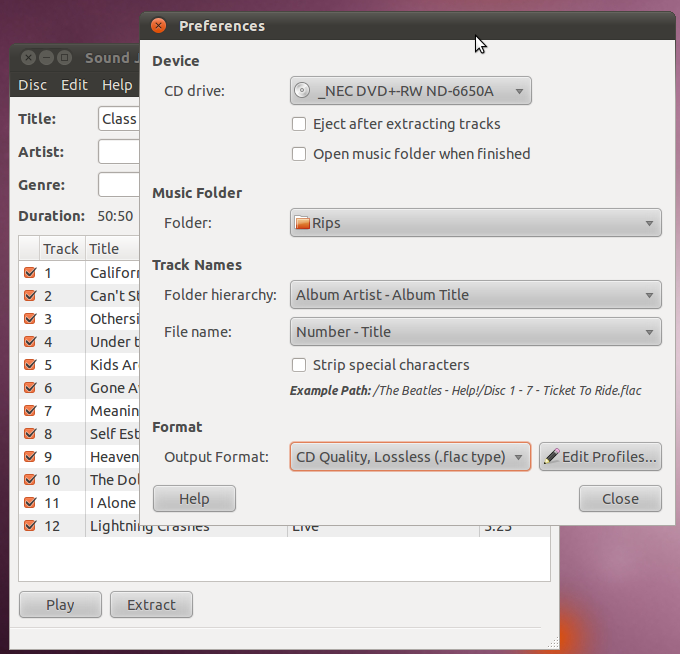 Preferences
Device
CD drive: _NEC DVD+-RW ND-6650A
Eject after extracting tracks
Open music folder when finished
Music Folder
Folder: Rips
Track Names
Folder hierarchy: Album Artist - Album Title
File name: Number - Title
Strip special characters
Example Path: /The Beatles - Help!/Disc 1 - 7 - Ticket To Ride.flac
Format
Output Format: CD Quality, Lossless (.flac type) Edit Profiles...
Help Close
Sound J
Disc Edit Help
Title: Class
Artist:
Genre:
Duration: 50:50
Track Title
1 Californ
2 Can't St
3 Othersi
4 Under t
5 Kids Ar
6 Gone A
7 Meanin
8 Self Est
9 Heaven
10 The Dol
11 I Alone
12 Lightning Crashes Live 5:25
Play Extract